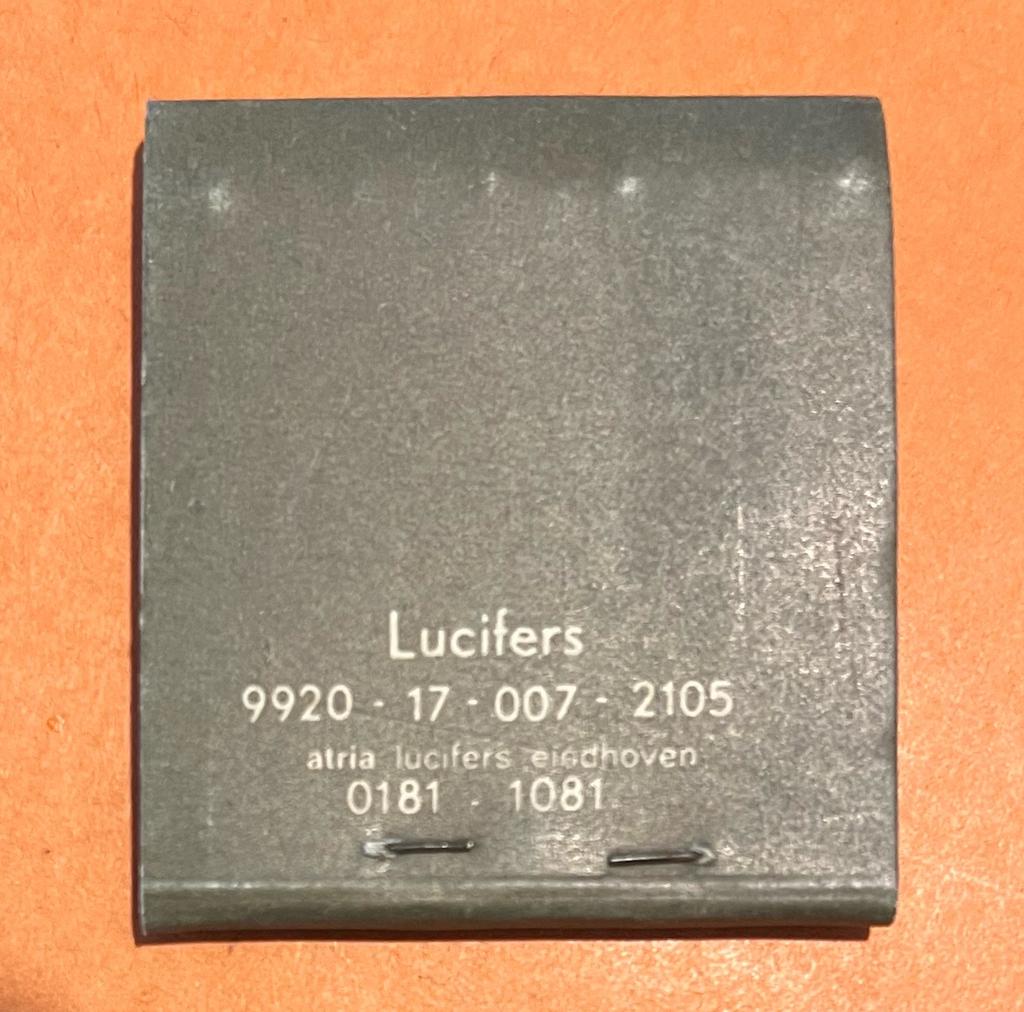 Lucifers
9920 - 17 - 007 - 2105
atria lucifers eindhoven
0181 - 1081